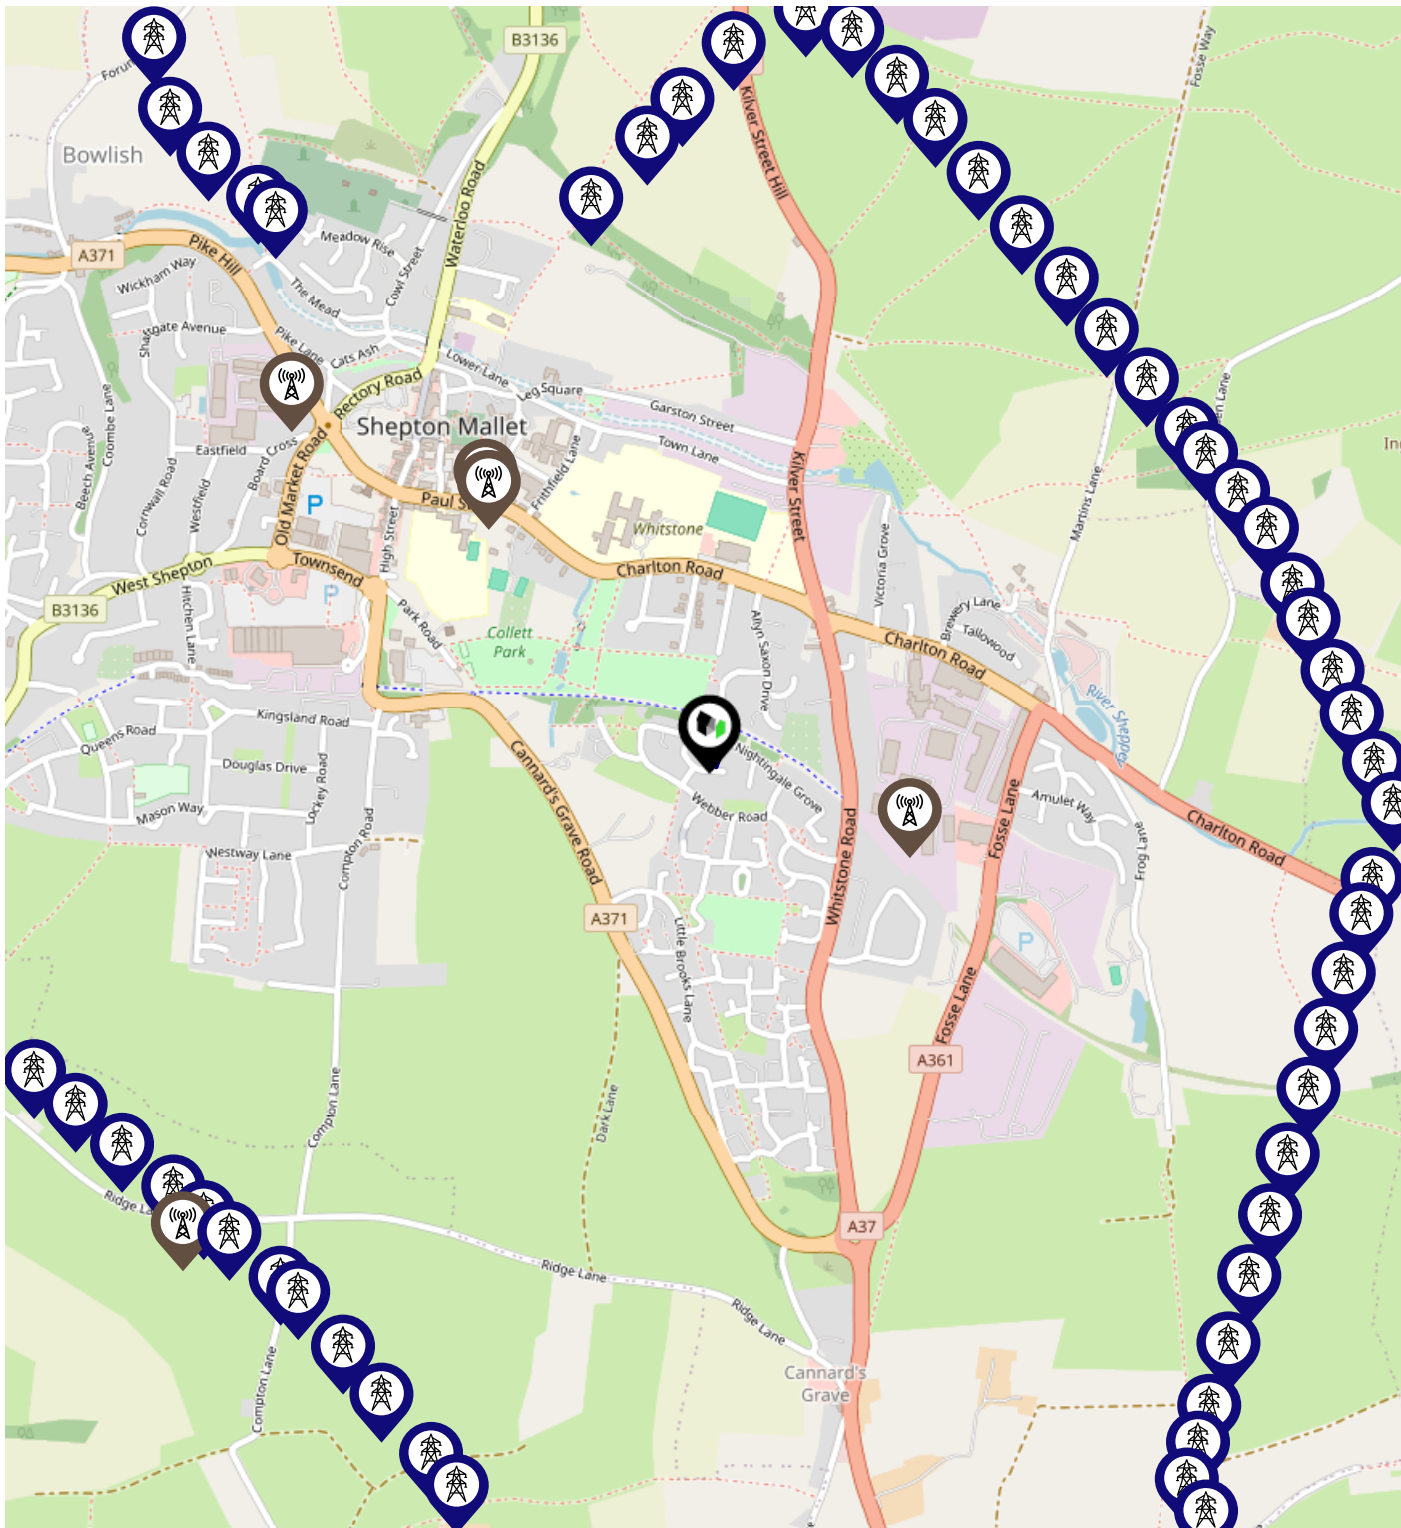 B3136
Fosse Way
Bowlish
Kilver Street Hill
Waterloo Road
Meadow Rise
Pike Hill
A371
Wickham Way
Cowl Street
The Mead
Pike Lane
Cats Ash
Lower Lane
Leg Square
Rectory Road
Coombe Lane
Garston Street
Shepton Mallet
Town Lane
Beech Avenue
Eastfield
Board Cross
Old Market Road
Cornwall Road
Westfield
Frithfield Lane
Kilver Street
Martins Lane
P
Paul
High Street
Whitstone
Charlton Road
Victoria Grove
West Shepton
Townsend
P
B3136
Hitchen Lane
Park Road
Collett
Park
Allyn Saxon Drive
Brewery Lane
Tallowood
Charlton Road
River Sheppey
Kingsland Road
Queens Road
Cannard's Grave Road
Nightingale Grove
Douglas Drive
Lockey Road
Mason Way
Webber Road
Amulet Way
Fosse Lane
Charlton Road
Frog Lane
Westway Lane
Compton Road
Whitstone Road
A371
Little Brooks Lane
P
Fosse Lane
A361
Compton Lane
Dark Lane
Ridge
A37
Ridge Lane
Ridge Lane
Compton Lane
Cannard's
Grave